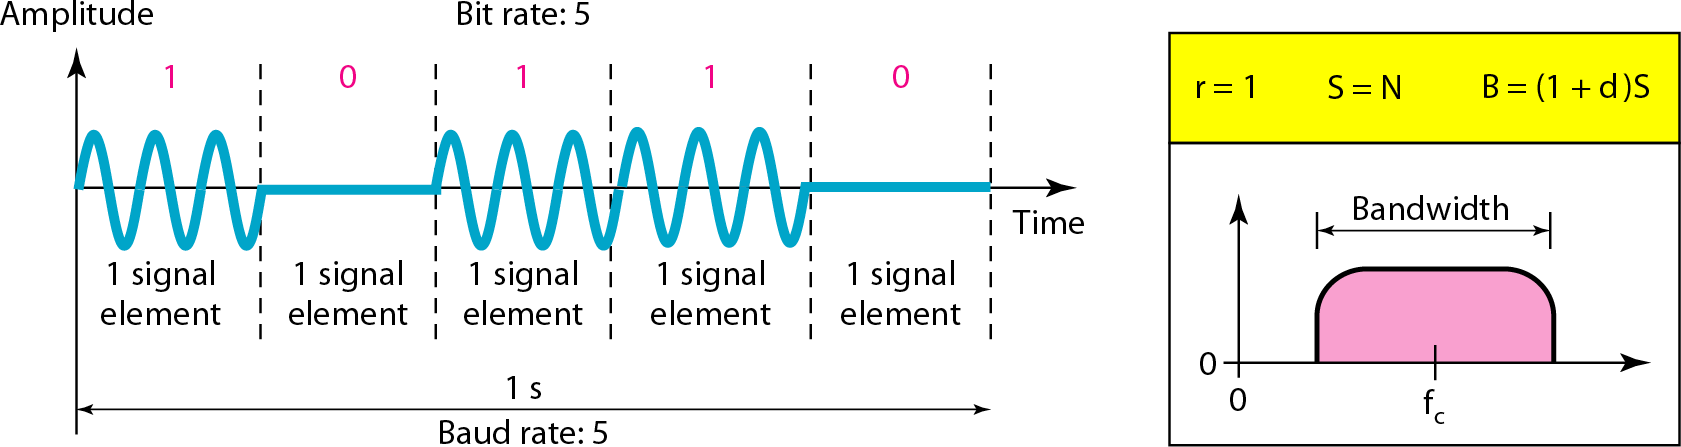 Amplitude
Bit rate: 5
1 0 1 1 0
Time
1 signal element
1 signal element
1 signal element
1 signal element
1 signal element
1 s
Baud rate: 5
r = 1 S = N B = (1 + d)S
Bandwidth
0
0
fc